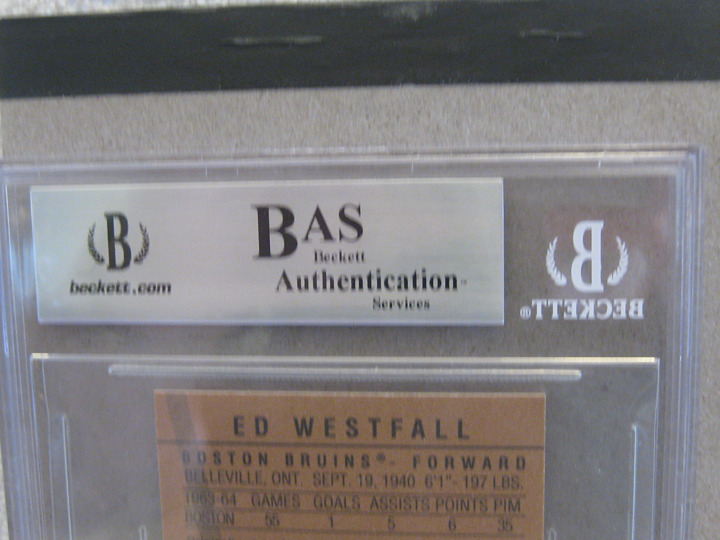 B
beckett.com
BAS
Beckett
Authentication™
Services
B
BECKETT®
ED WESTFALL
BOSTON BRUINS®- FORWARD
BELLEVILLE, ONT. SEPT. 19, 1940 6'1"- 197 LBS.
1963-64 GAMES GOALS ASSISTS POINTS PIM
BOSTON 55 1 5 6 35